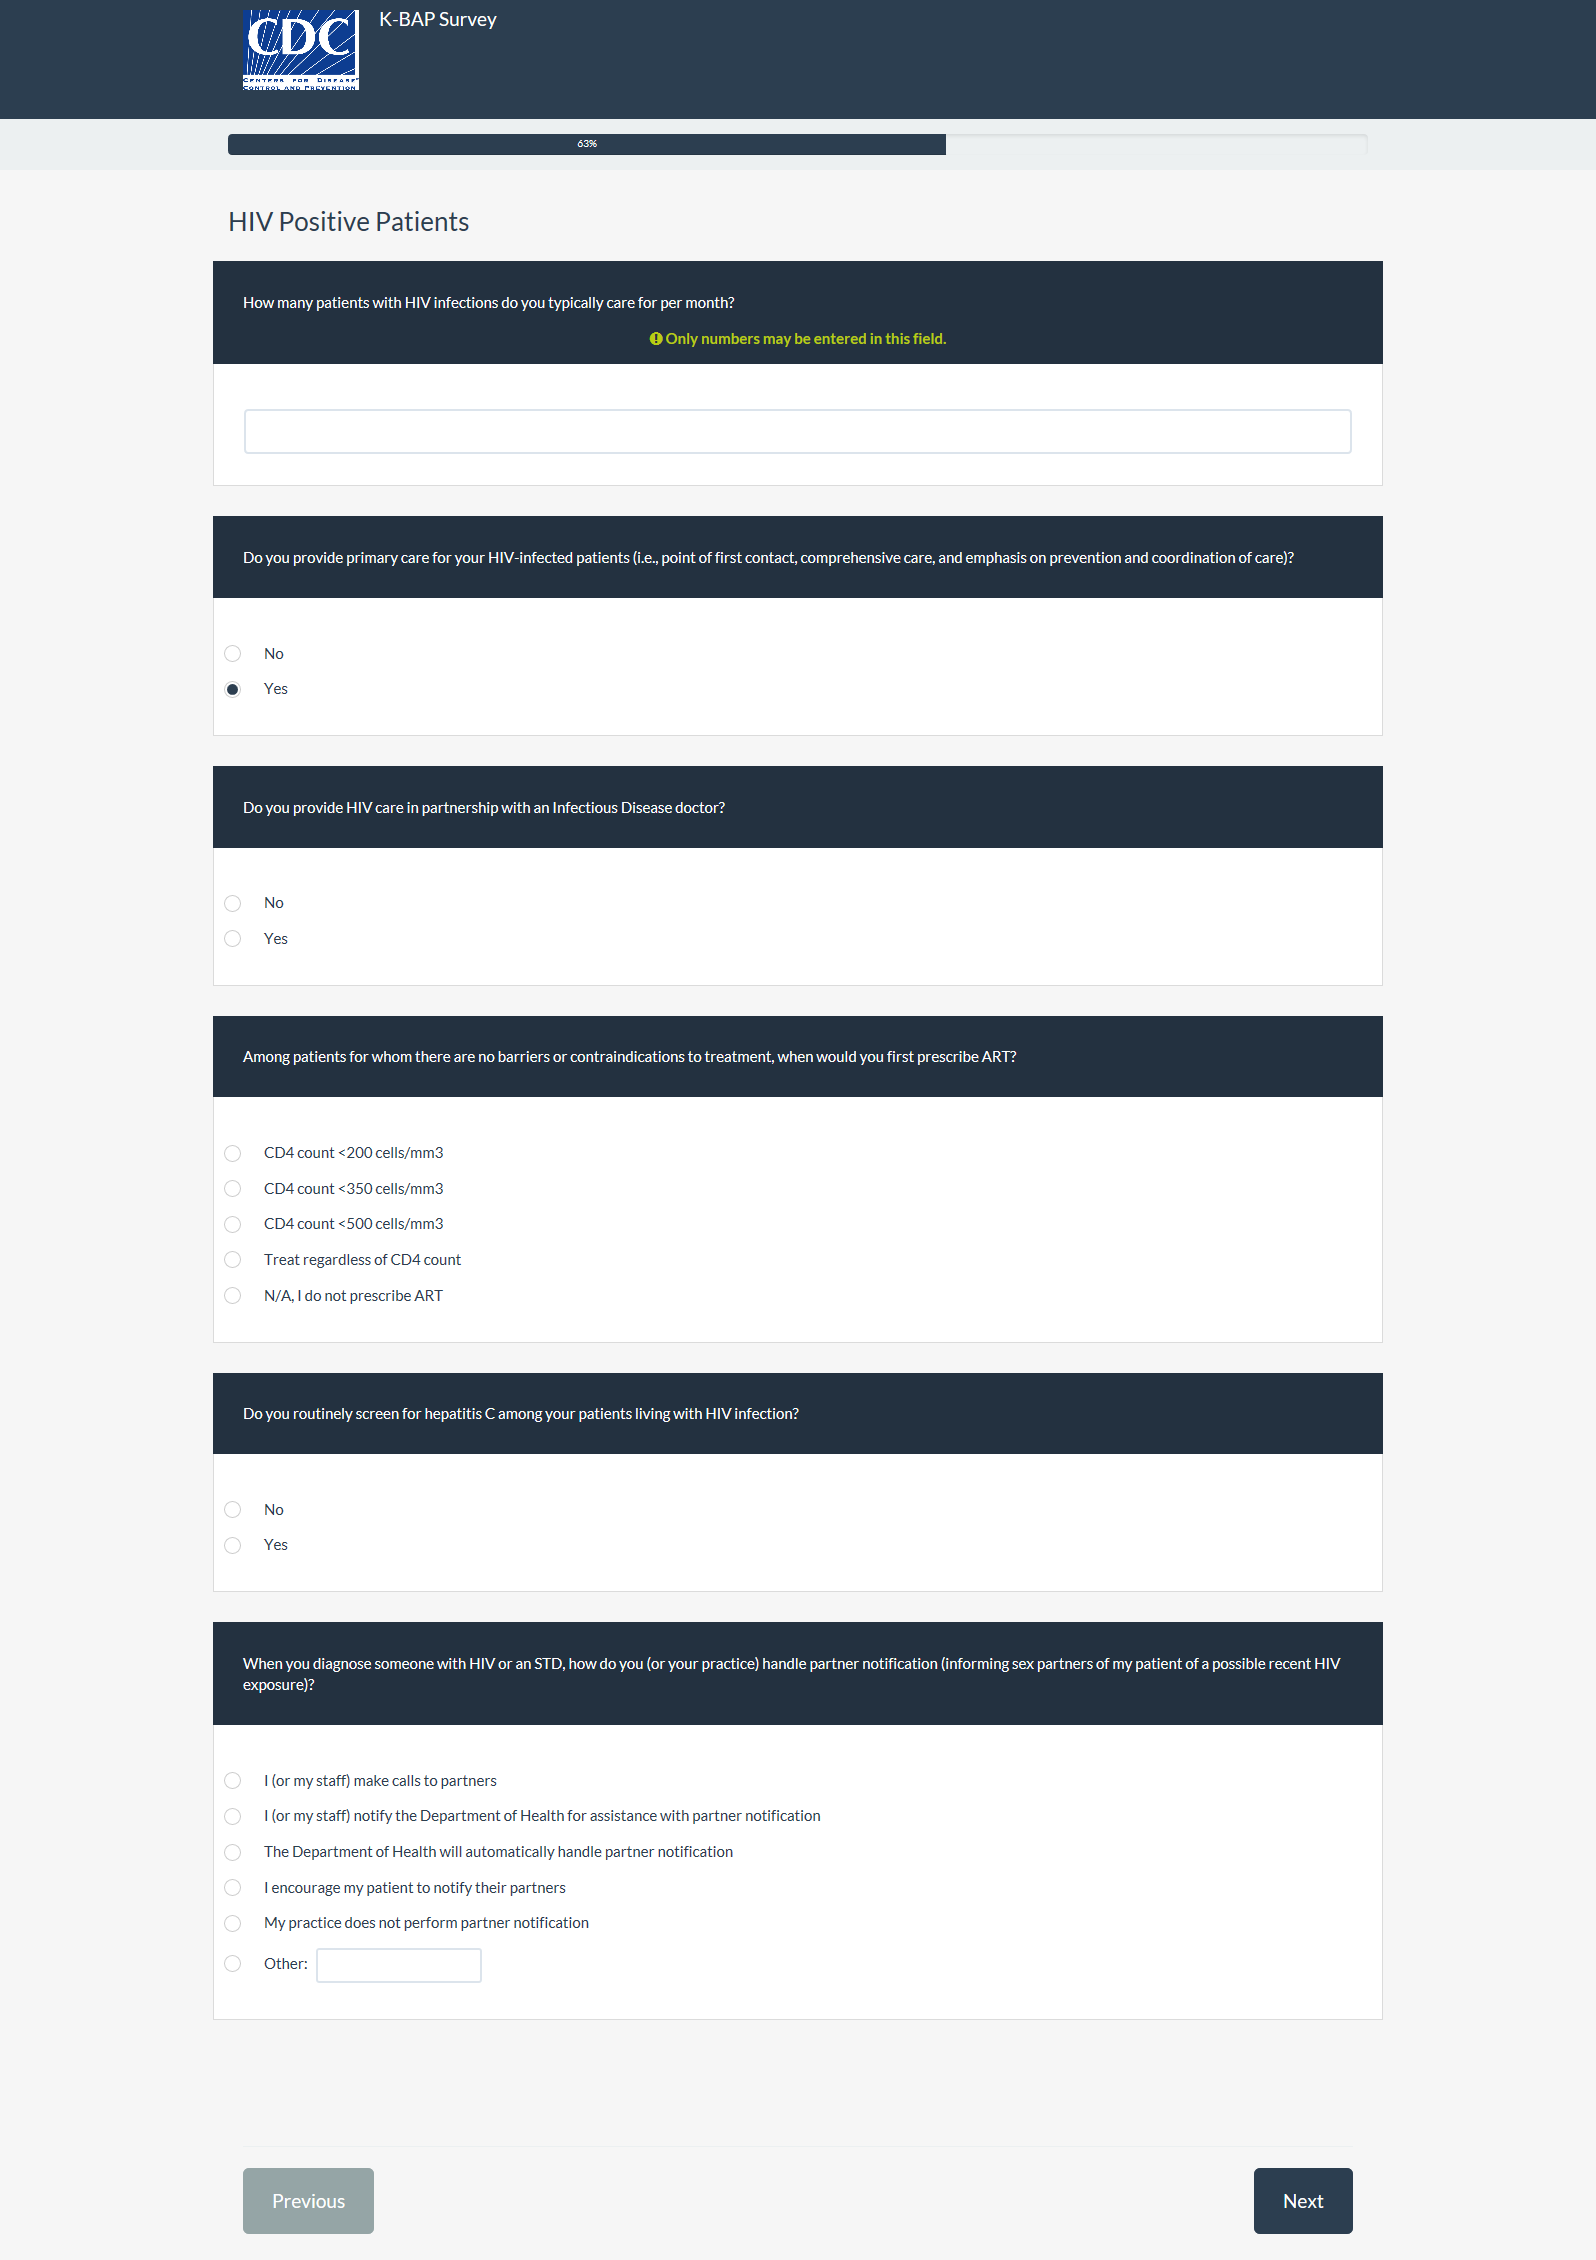 CDC
CENTERS FOR DISEASE
CONTROL AND PREVENTION
K-BAP Survey
63%
HIV Positive Patients
How many patients with HIV infections do you typically care for per month?
Only numbers may be entered in this field.
Do you provide primary care for your HIV-infected patients (i.e., point of first contact, comprehensive care, and emphasis on prevention and coordination of care)?
No
Yes
Do you provide HIV care in partnership with an Infectious Disease doctor?
No
Yes
Among patients for whom there are no barriers or contraindications to treatment, when would you first prescribe ART?
CD4 count <200 cells/mm3
CD4 count <350 cells/mm3
CD4 count <500 cells/mm3
Treat regardless of CD4 count
N/A, I do not prescribe ART
Do you routinely screen for hepatitis C among your patients living with HIV infection?
No
Yes
When you diagnose someone with HIV or an STD, how do you (or your practice) handle partner notification (informing sex partners of my patient of a possible recent HIV
exposure)?
I (or my staff) make calls to partners
I (or my staff) notify the Department of Health for assistance with partner notification
The Department of Health will automatically handle partner notification
I encourage my patient to notify their partners
My practice does not perform partner notification
Other:
Previous
Next